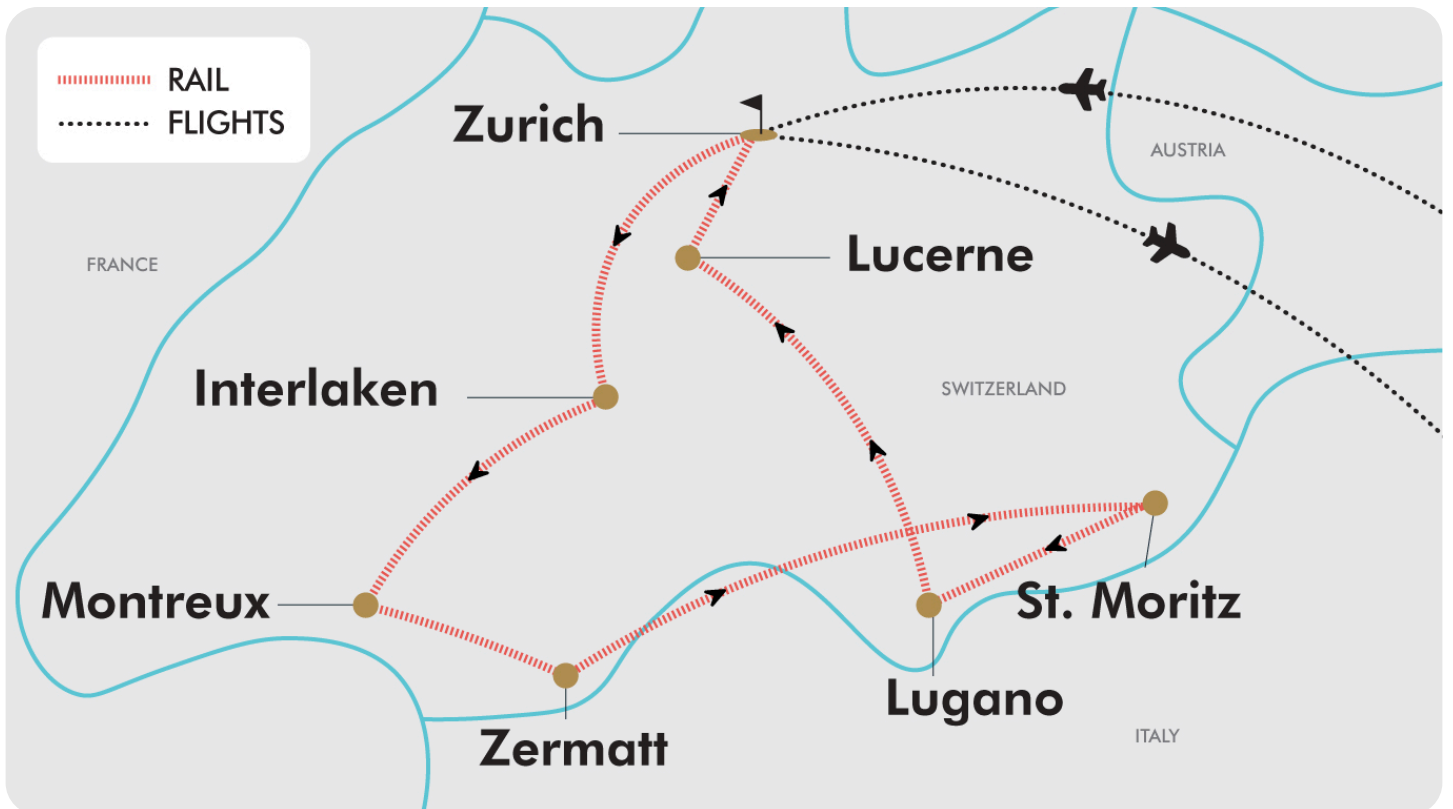 RAIL
FLIGHTS
Zurich
AUSTRIA
Lucerne
FRANCE
Interlaken
SWITZERLAND
Montreux
St. Moritz
Lugano
Zermatt
ITALY